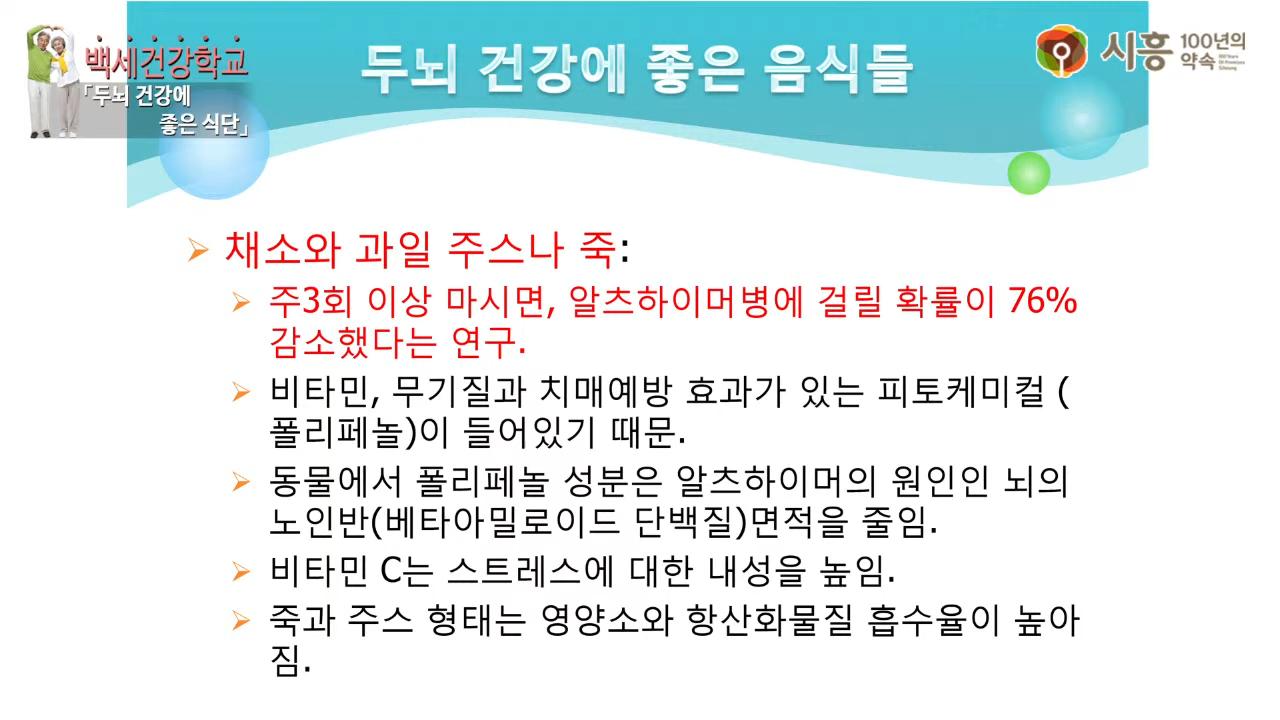 백세건강학교
「두뇌 건강에
좋은 식단」
두뇌 건강에 좋은 음식들
시흥 100년의
약속
채소와 과일 주스나 죽:
주3회 이상 마시면, 알츠하이머병에 걸릴 확률이 76%
감소했다는 연구.
비타민, 무기질과 치매예방 효과가 있는 피토케미컬 (
폴리페놀)이 들어있기 때문.
동물에서 폴리페놀 성분은 알츠하이머의 원인인 뇌의
노인반(베타아밀로이드 단백질)면적을 줄임.
비타민 C는 스트레스에 대한 내성을 높임.
죽과 주스 형태는 영양소와 항산화물질 흡수율이 높아
짐.